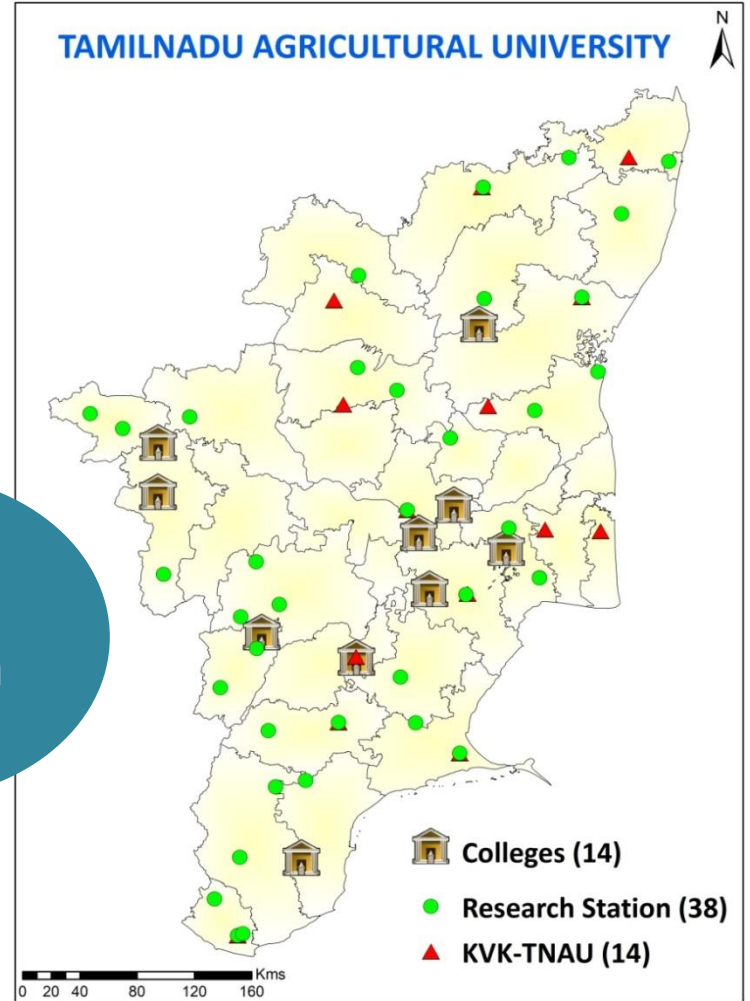 N
TAMILNADU AGRICULTURAL UNIVERSITY
Colleges (14)
Research Station (38)
KVK-TNAU (14)
Kms
0 20 40 80 120 160